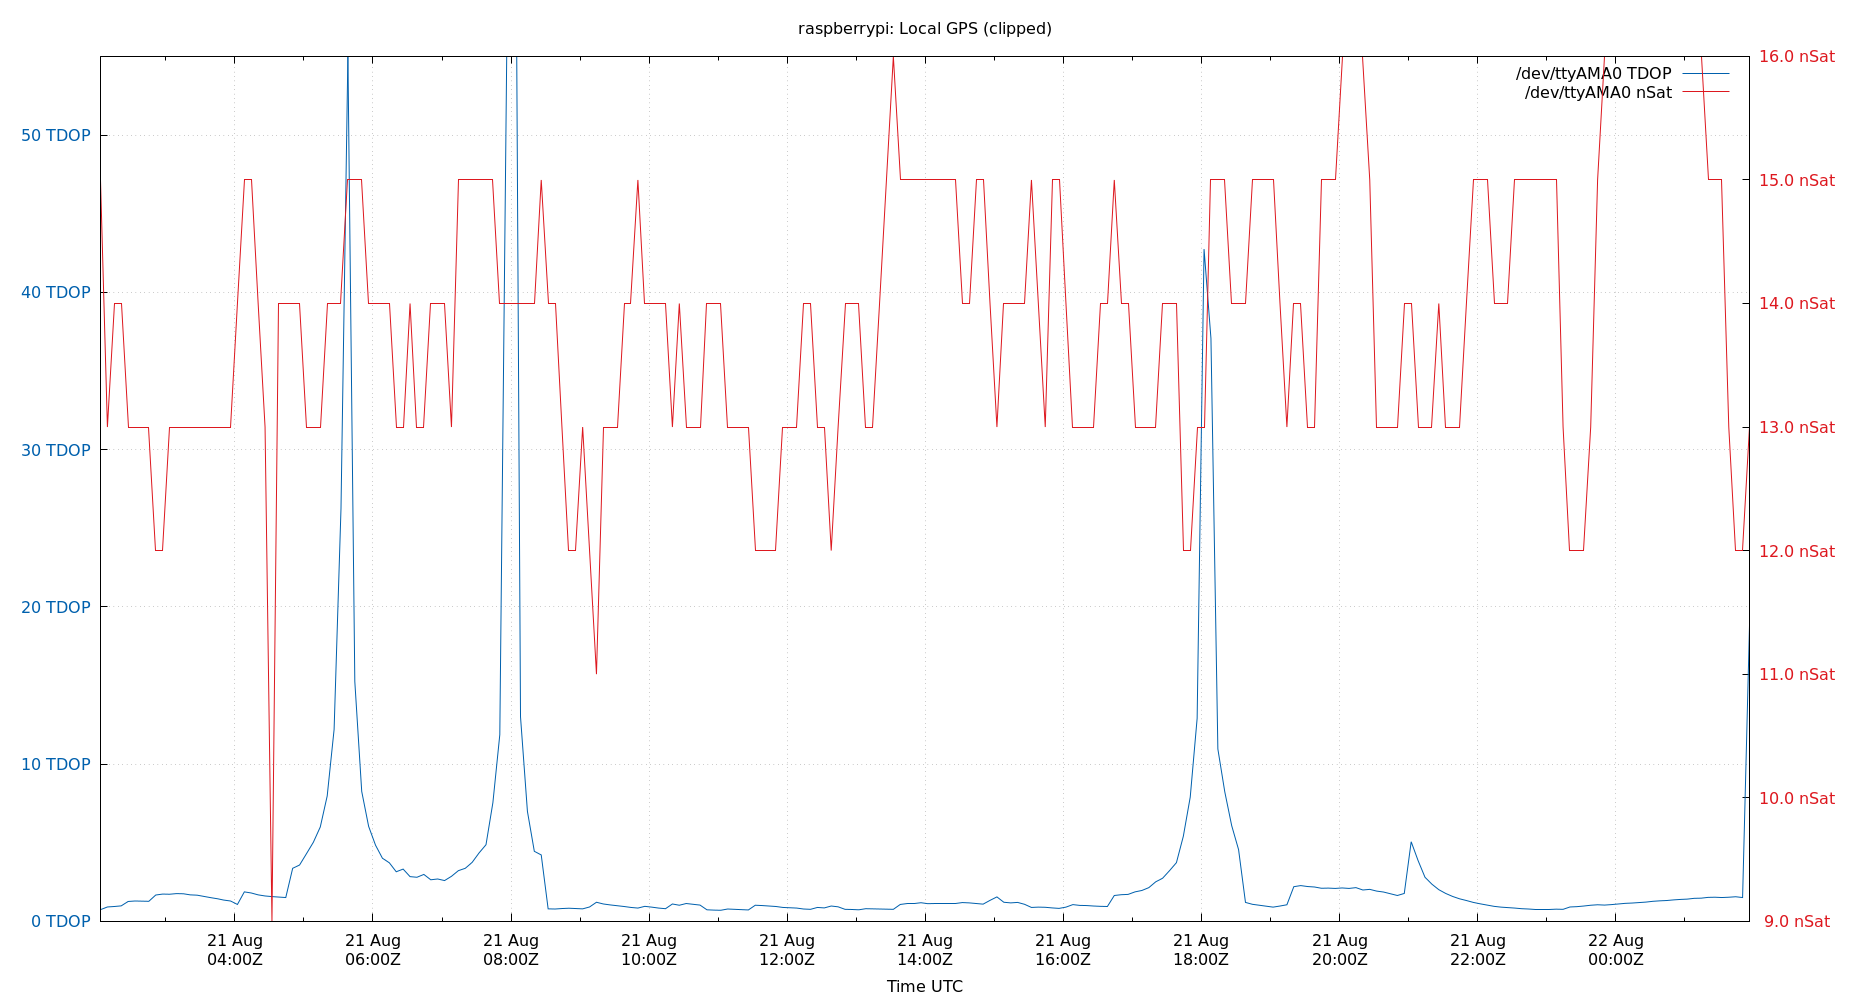 raspberrypi: Local GPS (clipped)
/dev/ttyAMA0 TDOP
/dev/ttyAMA0 nSat
50 TDOP
40 TDOP
30 TDOP
20 TDOP
10 TDOP
0 TDOP
16.0 nSat
15.0 nSat
14.0 nSat
13.0 nSat
12.0 nSat
11.0 nSat
10.0 nSat
9.0 nSat
21 Aug
04:00Z
21 Aug
06:00Z
21 Aug
08:00Z
21 Aug
10:00Z
21 Aug
12:00Z
21 Aug
14:00Z
21 Aug
16:00Z
21 Aug
18:00Z
21 Aug
20:00Z
21 Aug
22:00Z
22 Aug
00:00Z
Time UTC